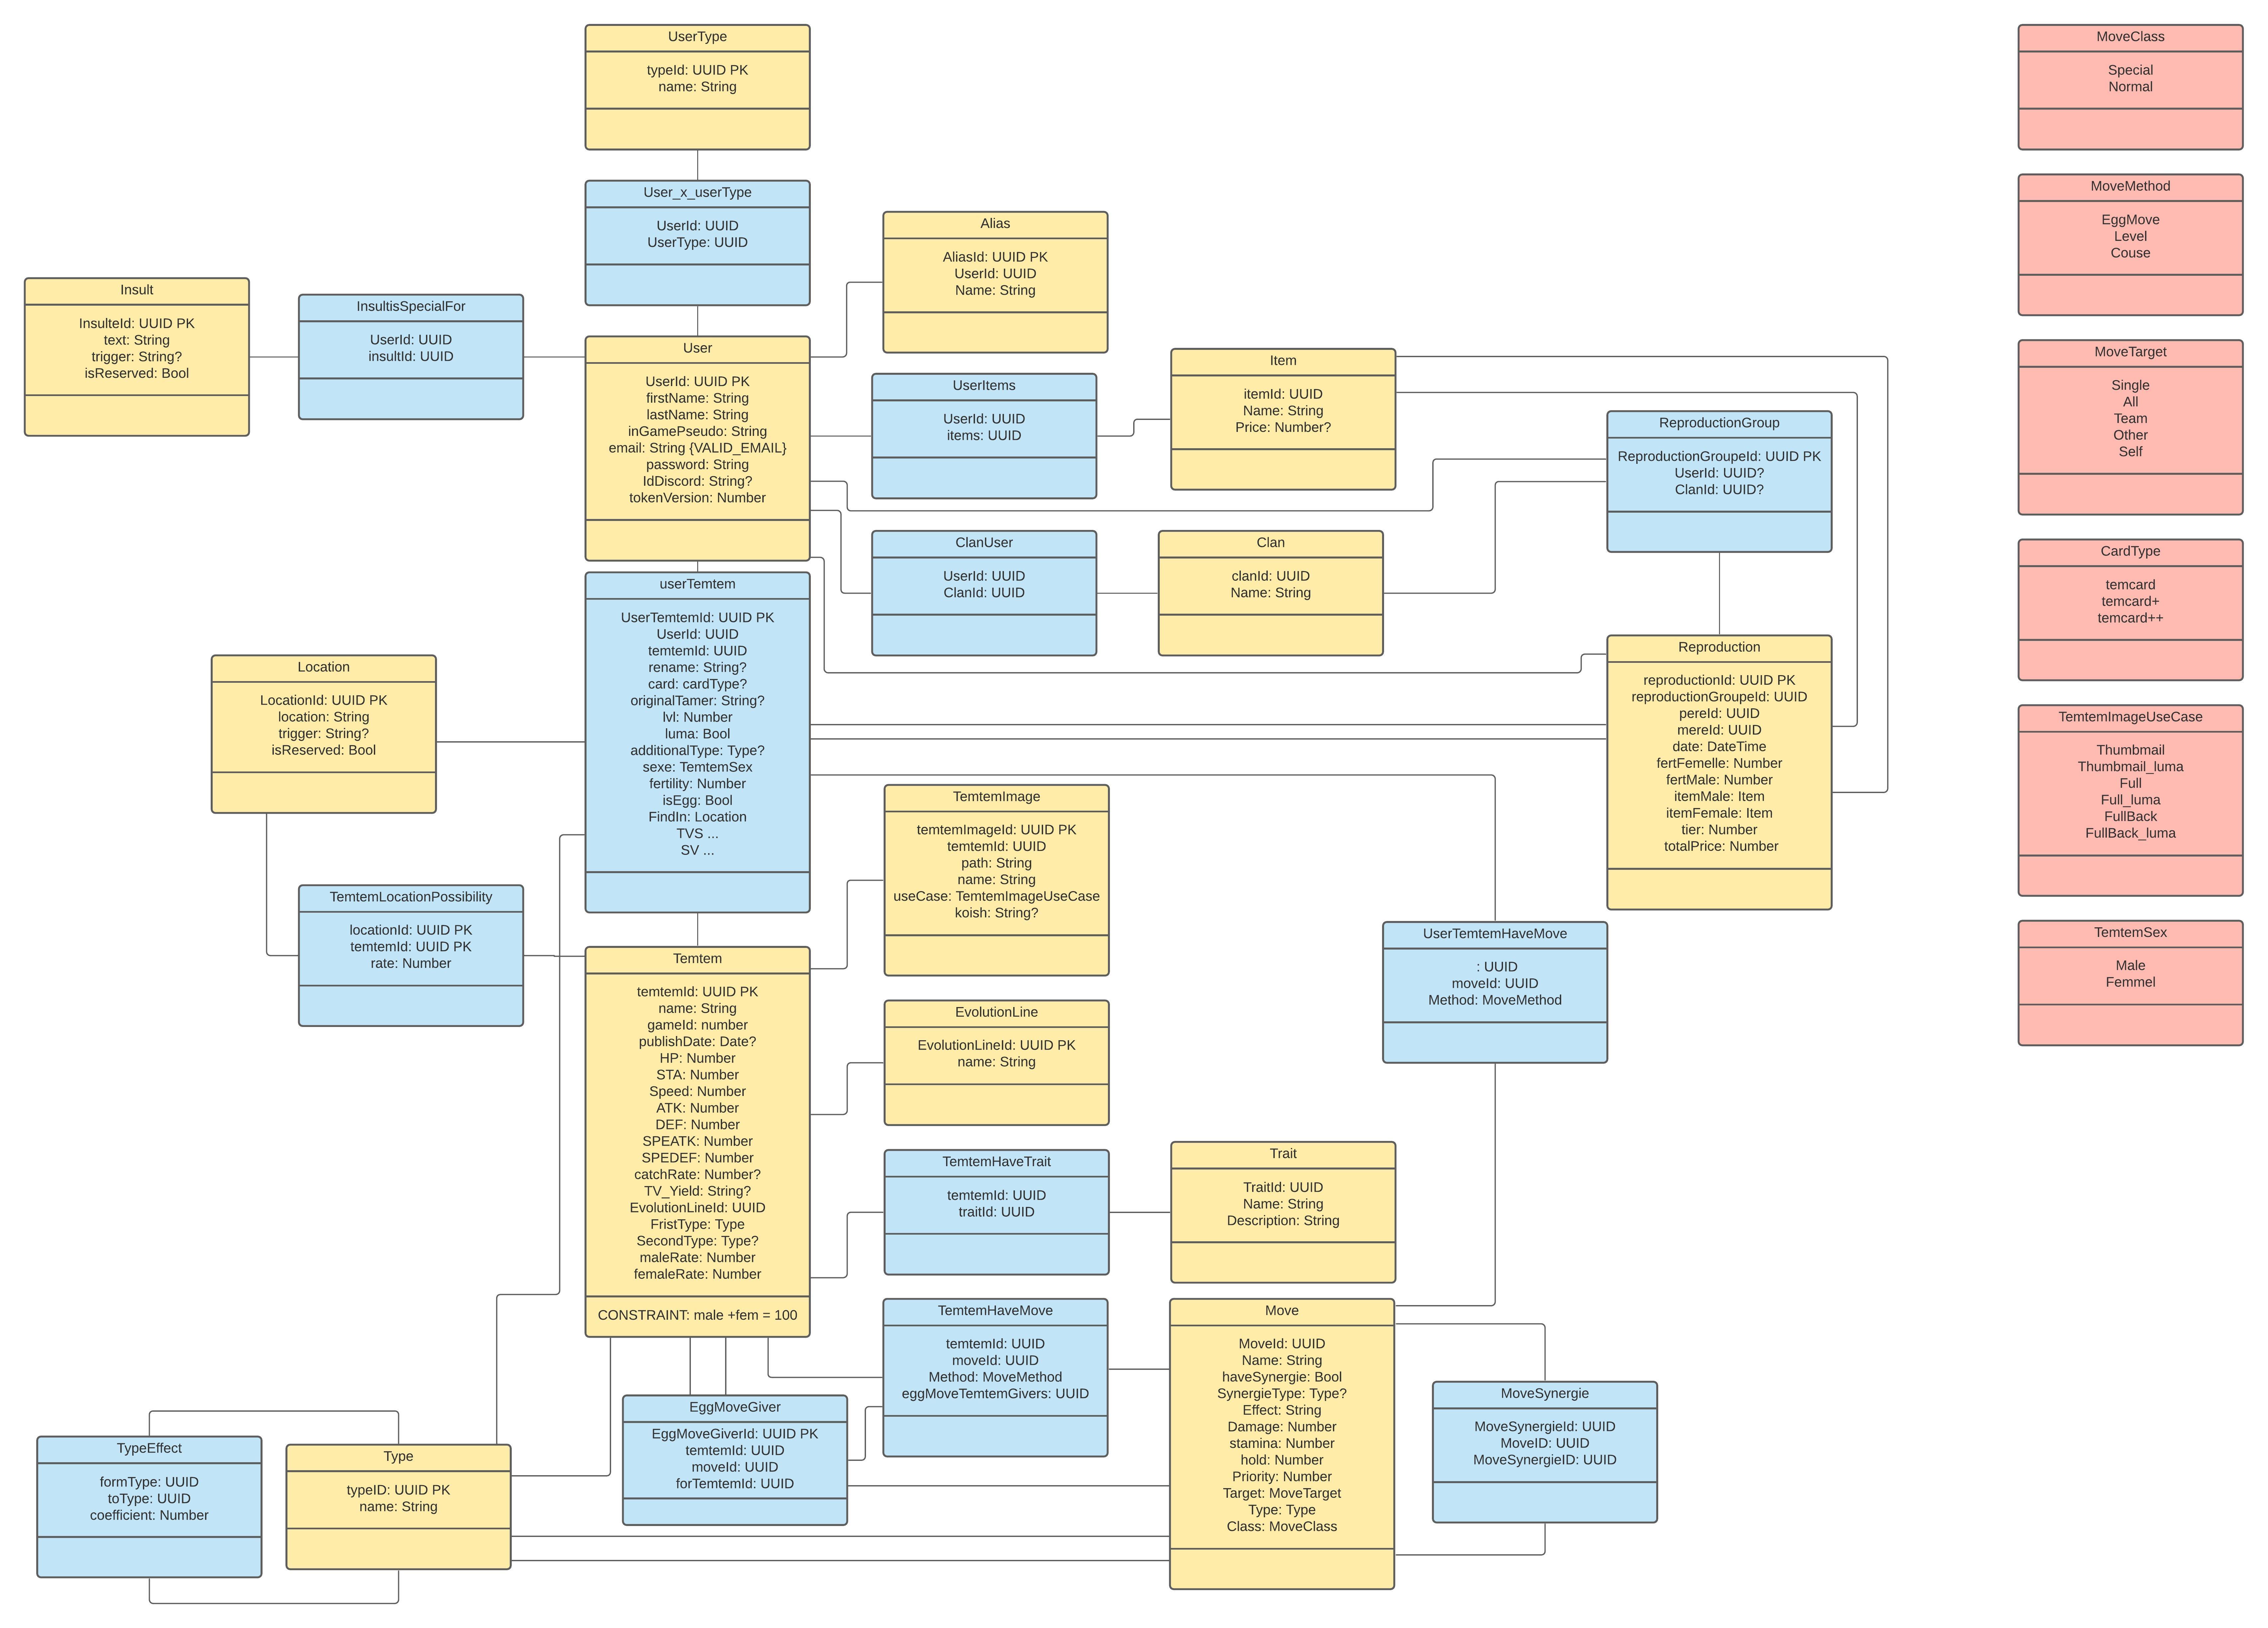 UserType
typeId: UUID PK
name: String
User_x_userType
UserId: UUID
UserType: UUID
Alias
AliasId: UUID PK
UserId: UUID
Name: String
Insult
InsulteId: UUID PK
text: String
trigger: String?
isReserved: Bool
InsultisSpecialFor
UserId: UUID
insultId: UUID
User
UserId: UUID PK
firstName: String
lastName: String
inGamePseudo: String
email: String {VALID_EMAIL}
password: String
IdDiscord: String?
tokenVersion: Number
UserItems
UserId: UUID
items: UUID
Item
itemId: UUID
Name: String
Price: Number?
ReproductionGroup
ReproductionGroupeId: UUID PK
UserId: UUID?
ClanId: UUID?
ClanUser
UserId: UUID
ClanId: UUID
Clan
clanId: UUID
Name: String
userTemtem
UserTemtemId: UUID PK
UserId: UUID
temtemId: UUID
rename: String?
card: cardType?
originalTamer: String?
lvl: Number
luma: Bool
additionalType: Type?
sexe: TemtemSex
fertility: Number
isEgg: Bool
FindIn: Location
TVS ...
SV ...
Location
LocationId: UUID PK
location: String
trigger: String?
isReserved: Bool
Reproduction
reproductionId: UUID PK
reproductionGroupeId: UUID
pereId: UUID
mereId: UUID
date: DateTime
fertFemelle: Number
fertMale: Number
itemMale: Item
itemFemale: Item
tier: Number
totalPrice: Number
TemtemImage
temtemImageId: UUID PK
temtemId: UUID
path: String
name: String
useCase: TemtemImageUseCase
koish: String?
TemtemLocationPossibility
locationId: UUID PK
temtemId: UUID PK
rate: Number
UserTemtemHaveMove
: UUID
moveId: UUID
Method: MoveMethod
Temtem
temtemId: UUID PK
name: String
gameId: number
publishDate: Date?
HP: Number
STA: Number
Speed: Number
ATK: Number
DEF: Number
SPEATK: Number
SPEDEF: Number
catchRate: Number?
TV_Yield: String?
EvolutionLineId: UUID
FristType: Type
SecondType: Type?
maleRate: Number
femaleRate: Number
CONSTRAINT: male +fem = 100
EvolutionLine
EvolutionLineId: UUID PK
name: String
TemtemHaveTrait
temtemId: UUID
traitId: UUID
Trait
TraitId: UUID
Name: String
Description: String
TemtemHaveMove
temtemId: UUID
moveId: UUID
Method: MoveMethod
eggMoveTemtemGivers: UUID
Move
MoveId: UUID
Name: String
haveSynergie: Bool
SynergieType: Type?
Effect: String
Damage: Number
stamina: Number
hold: Number
Priority: Number
Target: MoveTarget
Type: Type
Class: MoveClass
MoveSynergie
MoveSynergieId: UUID
MoveID: UUID
MoveSynergieID: UUID
EggMoveGiver
EggMoveGiverId: UUID PK
temtemId: UUID
moveId: UUID
forTemtemId: UUID
TypeEffect
formType: UUID
toType: UUID
coefficient: Number
Type
typeID: UUID PK
name: String
MoveClass
Special
Normal
MoveMethod
EggMove
Level
Couse
MoveTarget
Single
All
Team
Other
Self
CardType
temcard
temcard+
temcard++
TemtemImageUseCase
Thumbmail
Thumbmail_luma
Full
Full_luma
FullBack
FullBack_luma
TemtemSex
Male
Femmel